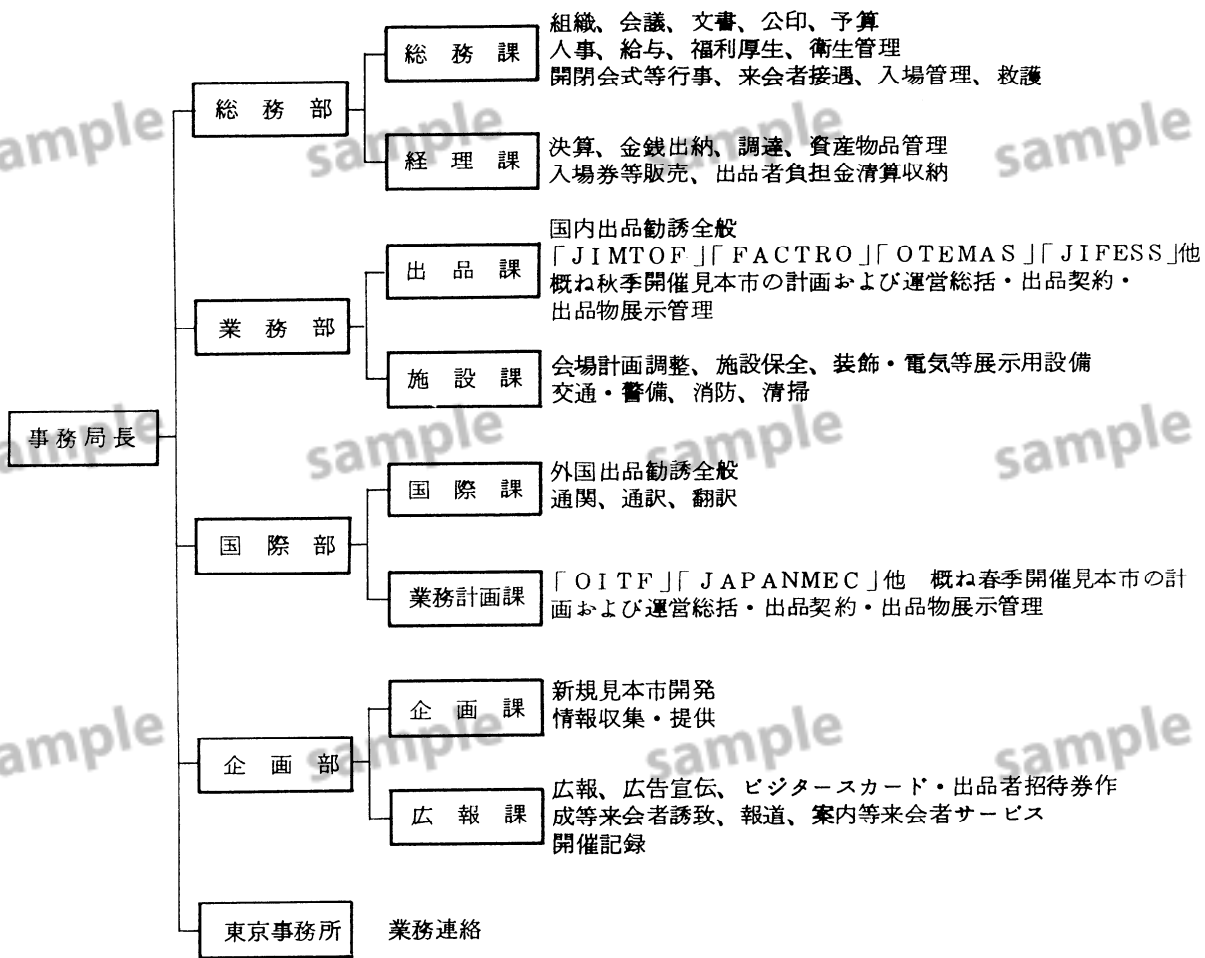 事務局長
総務部
総務課
組織、会議、文書、公印、予算
人事、給与、福利厚生、衛生管理
開閉会式等行事、来会者接遇、入場管理、救護
経理課
決算、金銭出納、調達、資産物品管理
入場券等販売、出品者負担金清算収納
業務部
出品課
国内出品勧誘全般
「JIMTOF」「FACTRO」「OTEMAS」「JIFESS」他
概ね秋季開催見本市の計画および運営総括・出品契約・
出品物展示管理
施設課
会場計画調整、施設保全、装飾・電気等展示用設備
交通・警備、消防、清掃
国際部
国際課
外国出品勧誘全般
通関、通訳、翻訳
業務計画課
「OITF」「JAPANMEC」他　概ね春季開催見本市の計
画および運営総括・出品契約・出品物展示管理
企画部
企画課
新規見本市開発
情報収集・提供
広報課
広報、広告宣伝、ビジタースカード・出品者招待券作
成等来会者誘致、報道、案内等来会者サービス
開催記録
東京事務所
業務連絡
sample
sample
sample
sample
sample
sample
sample
sample
sample
sample
sample
sample